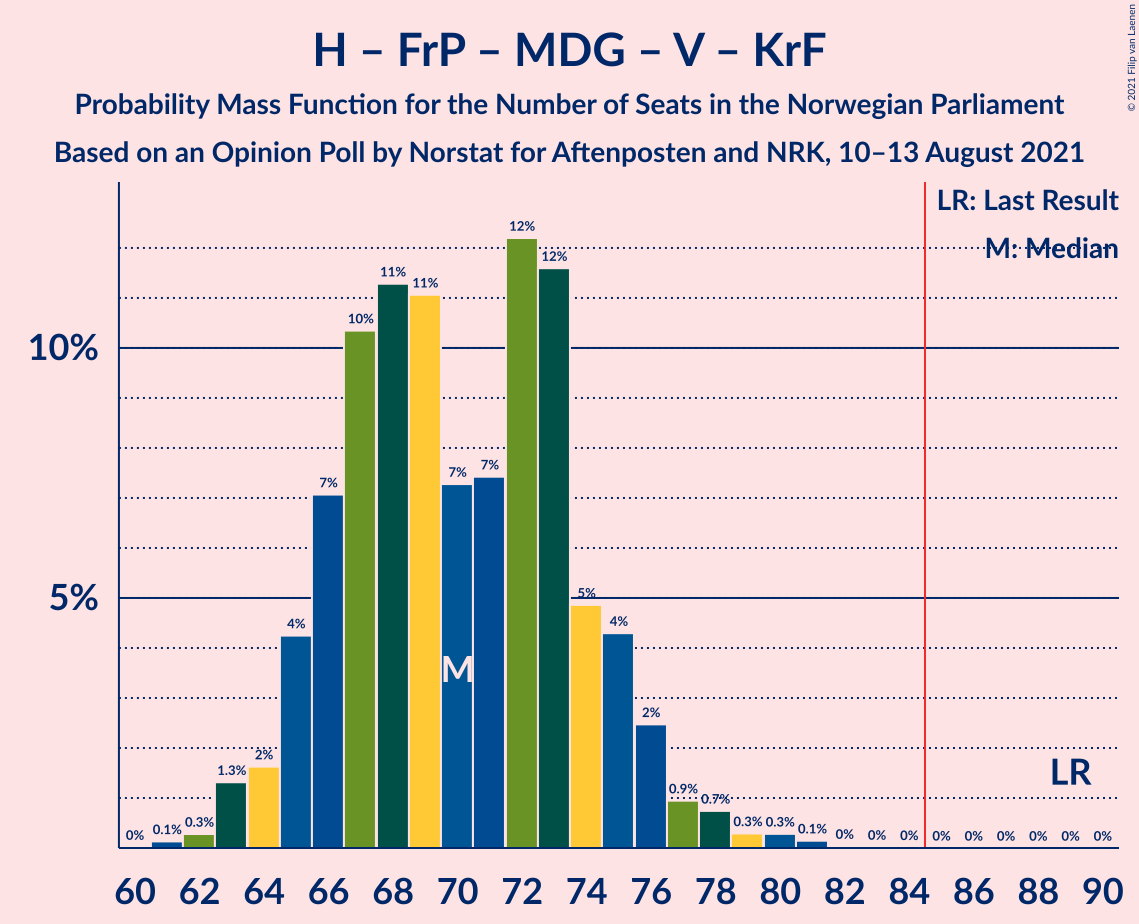 H – FrP – MDG – V – KrF
Probability Mass Function for the Number of Seats in the Norwegian Parliament
Based on an Opinion Poll by Norstat for Aftenposten and NRK, 10–13 August 2021
© 2021 Filip van Laenen
LR: Last Result
M: Median
10%
5%
0% 0.1% 0.3% 1.3% 2% 4% 7% 10% 11% 11% 7% 7% 12% 12% 5% 4% 2% 0.9% 0.7% 0.3% 0.3% 0.1% 0% 0% 0% 0% 0% 0% 0% 0% 0%
M
LR
60 62 64 66 68 70 72 74 76 78 80 82 84 86 88 90